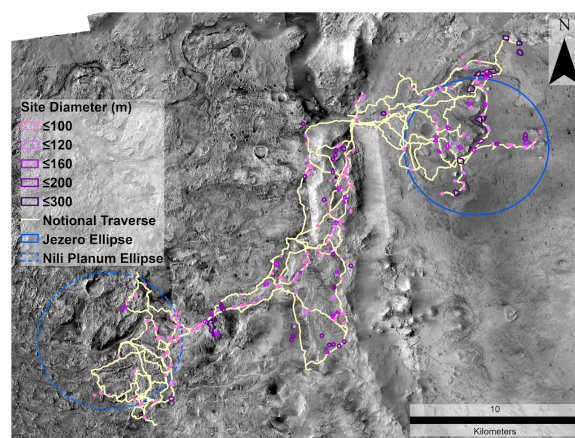 N
Site Diameter (m)
≤100
≤120
≤160
≤200
≤300
Notional Traverse
Jezero Ellipse
Nili Planum Ellipse
10
Kilometers